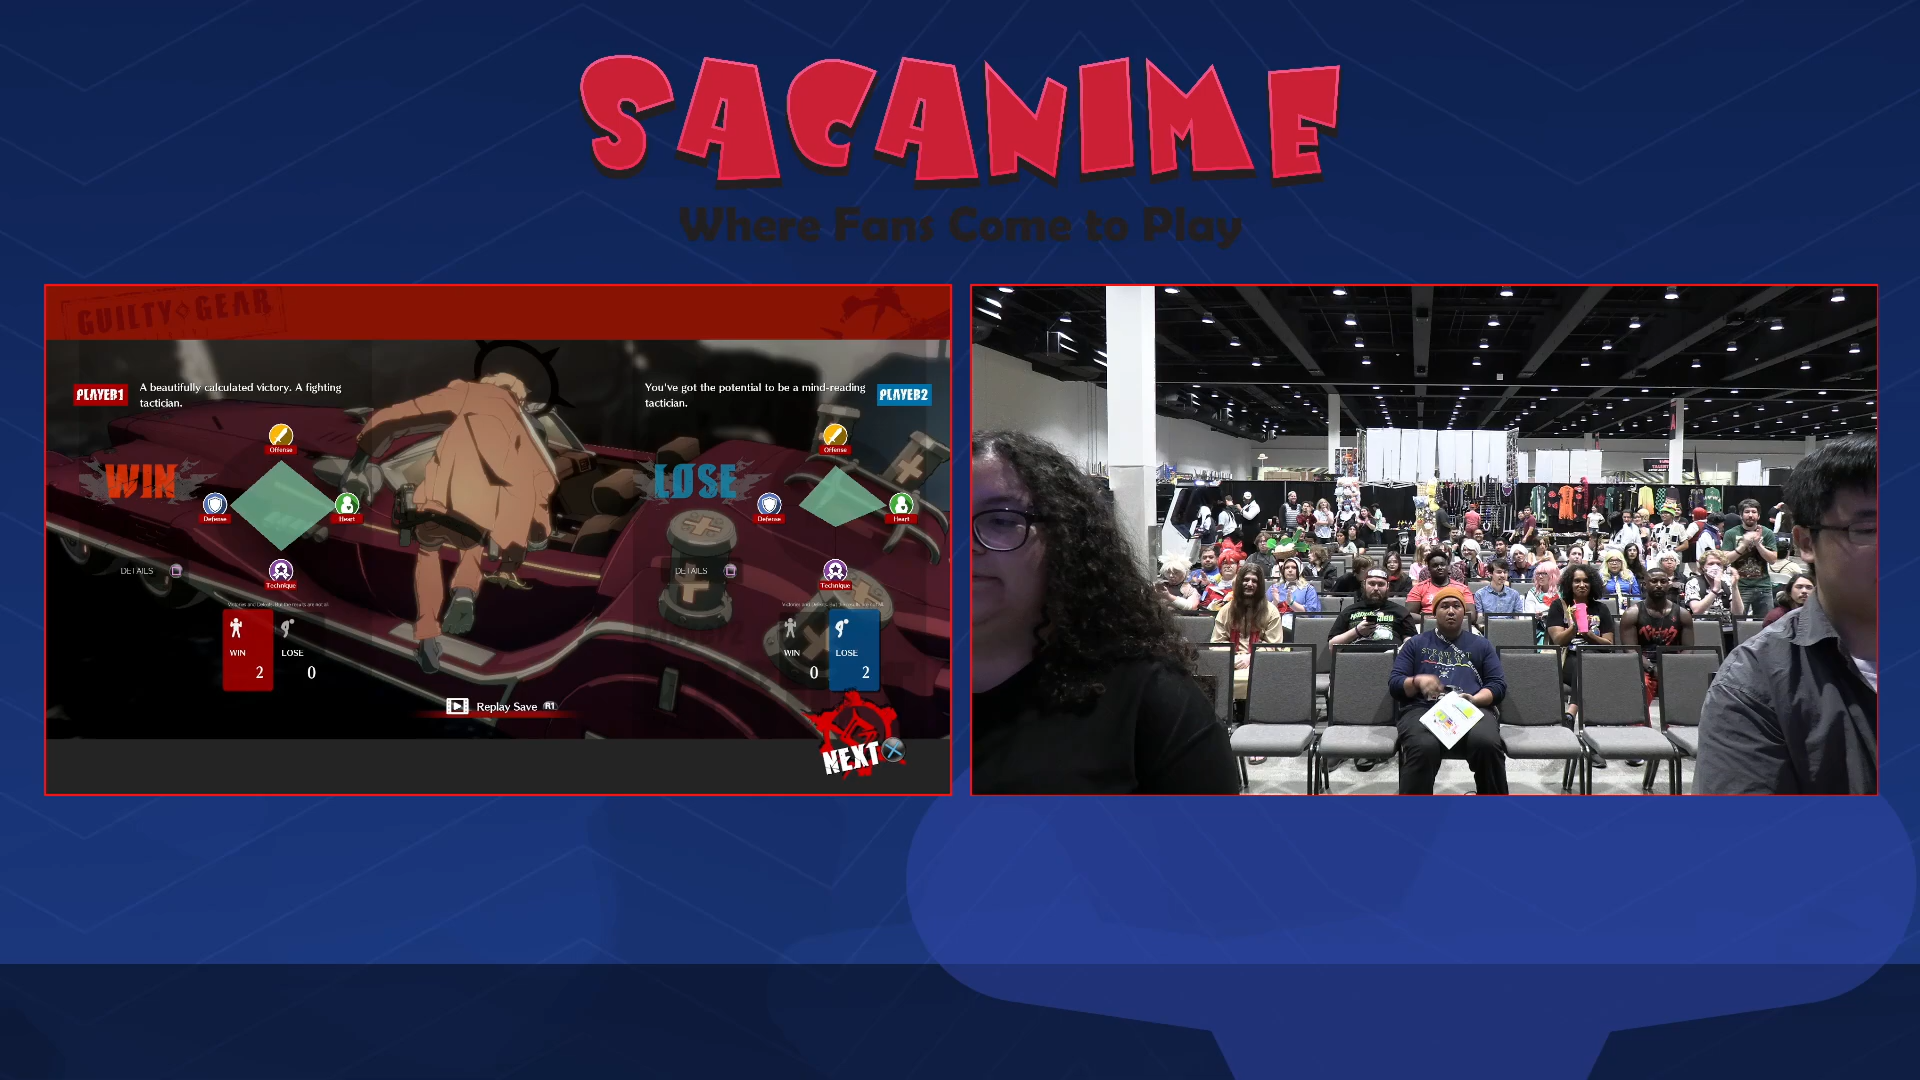 SACANIME
Where Fans Come to Play
GUILTY GEAR
PLAYER1
A beautifully calculated victory. A fighting
tactician.
You've got the potential to be a mind-reading
tactician.
PLAYER2
Offense
Offense
WIN
LOSE
Defense
Heart
Defense
Heart
DETAILS
DETAILS
Technique
Technique
WIN
LOSE
2
0
WIN
LOSE
0
2
Replay Save R1
NEXT